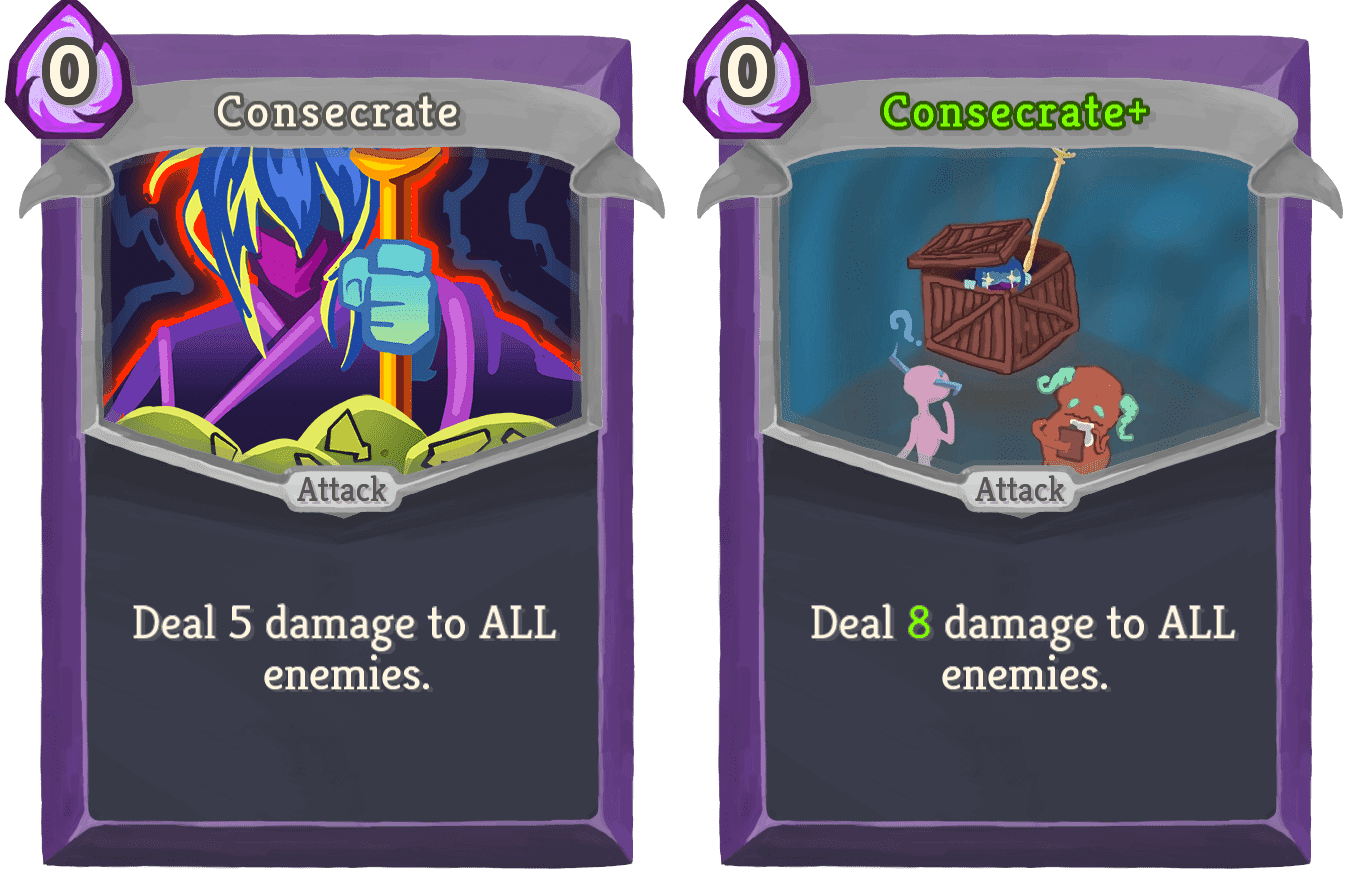 0
Consecrate
Attack
Deal 5 damage to ALL
enemies.
0
Consecrate+
?
Attack
Deal 8 damage to ALL
enemies.